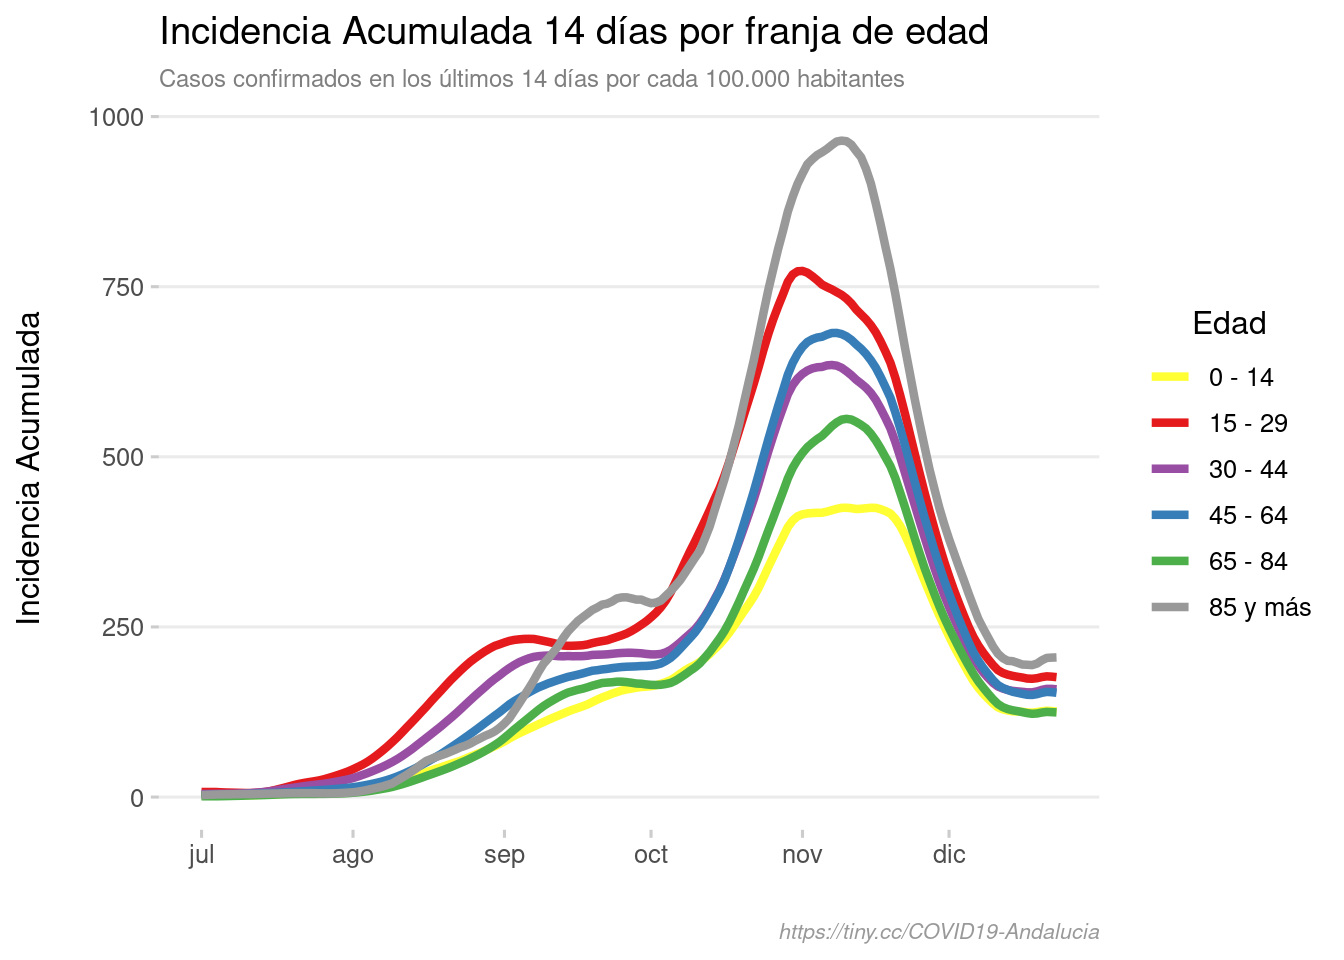 Incidencia Acumulada 14 días por franja de edad
Casos confirmados en los últimos 14 días por cada 100.000 habitantes
Incidencia Acumulada
1000
750
500
250
0
jul ago sep oct nov dic
Edad
0 - 14
15 - 29
30 - 44
45 - 64
65 - 84
85 y más
https://tiny.cc/COVID19-Andalucia